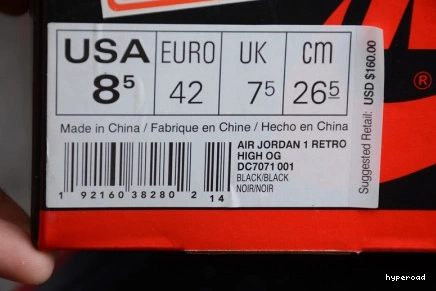 USA EURO UK cm
8⁵ 42 7⁵ 26⁵
Made in China / Fabrique en Chine / Hecho en China
AIR JORDAN 1 RETRO
HIGH OG
DC7071 001
BLACK/BLACK
NOIR/NOIR
1 92160 38280 2 14
Suggested Retail: USD $160.00
®
hyperoad